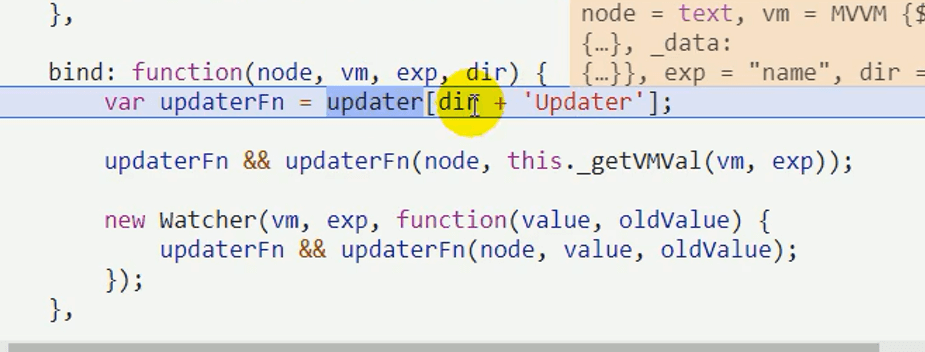 },
node = text, vm = MVVM {$
{…}, _data:
bind: function(node, vm, exp, dir) {
{…}}, exp = "name", dir =
var updaterFn = updater[dir + 'Updater'];
updaterFn && updaterFn(node, this._getVMVal(vm, exp));
new Watcher(vm, exp, function(value, oldValue) {
updaterFn && updaterFn(node, value, oldValue);
});
},